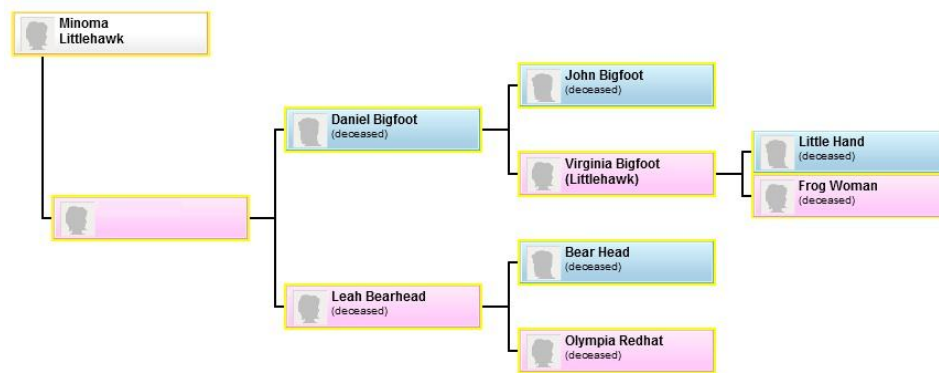 Minoma
Littlehawk
John Bigfoot
(deceased)
Daniel Bigfoot
(deceased)
Virginia Bigfoot
(Littlehawk)
Little Hand
(deceased)
Frog Woman
(deceased)
Bear Head
(deceased)
Leah Bearhead
(deceased)
Olympia Redhat
(deceased)